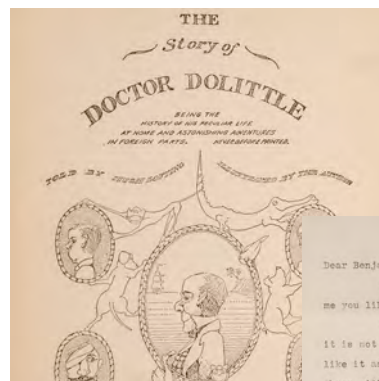 THE
Story of
DOCTOR DOLITTLE
BEING THE
HISTORY OF HIS PECULIAR LIFE
AT HOME AND ASTONISHING ADVENTURES
IN FOREIGN PARTS. NEVER BEFORE PRINTED.
TOLD BY HUGH LOFTING ILLUSTRATED BY THE AUTHOR
Dear Benj
me you li
it is not
like it a